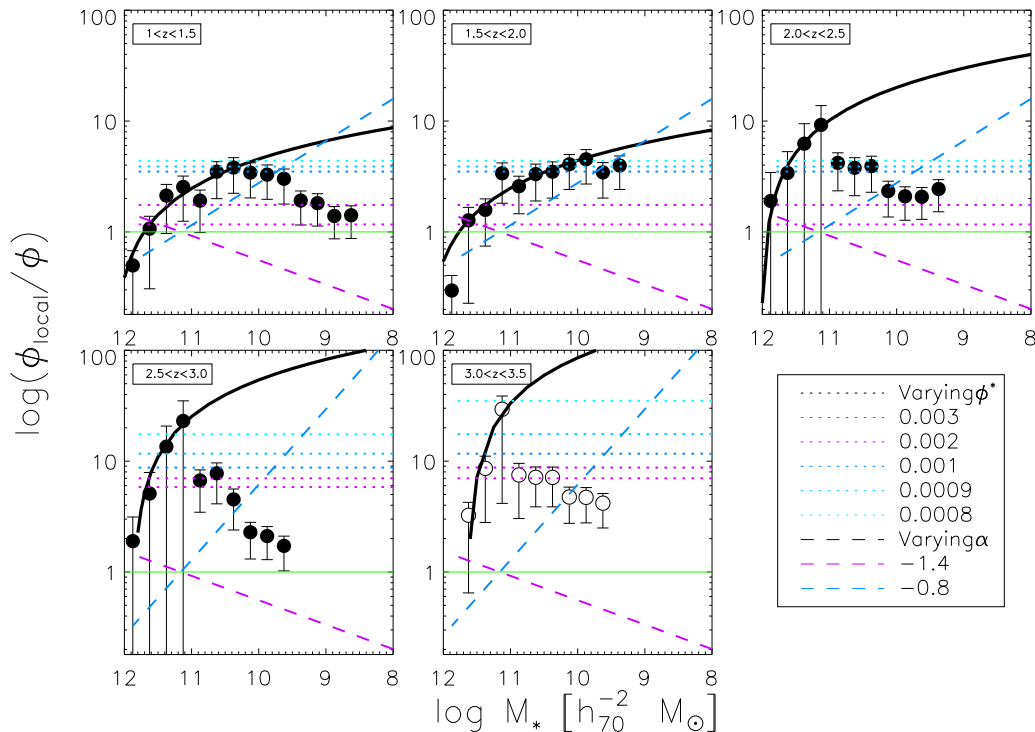 100
10
1
1<z<1.5
12 11 10 9 8
1.5<z<2.0
12 11 10 9 8
2.0<z<2.5
100
10
1
12 11 10 9 8
log(ϕlocal/ϕ)
100
10
1
2.5<z<3.0
12 11 10 9 8
3.0<z<3.5
100
10
1
12 11 10 9 8
log M* [h70^-2 M⊙]
Varyingϕ*
0.003
0.002
0.001
0.0009
0.0008
Varyingα
−1.4
−0.8